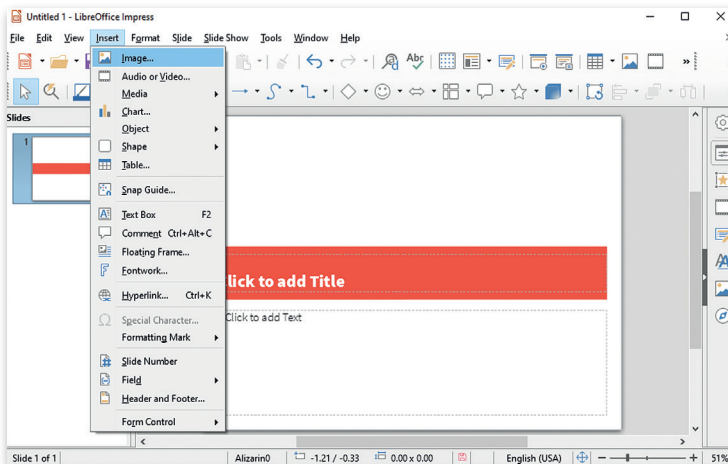 Untitled 1 - LibreOffice Impress
File Edit View Insert Format Slide Slide Show Tools Window Help
Image...
Audio or Video...
Media
Chart...
Object
Shape
Table...
Snap Guide...
Text Box F2
Comment Ctrl+Alt+C
Floating Frame...
Fontwork...
Hyperlink... Ctrl+K
Special Character...
Formatting Mark
Slide Number
Field
Header and Footer...
Form Control
Slides
1
lick to add Title
Click to add Text
Slide 1 of 1 Alizarin0 -1.21 / -0.33 0.00 x 0.00 English (USA) 51%